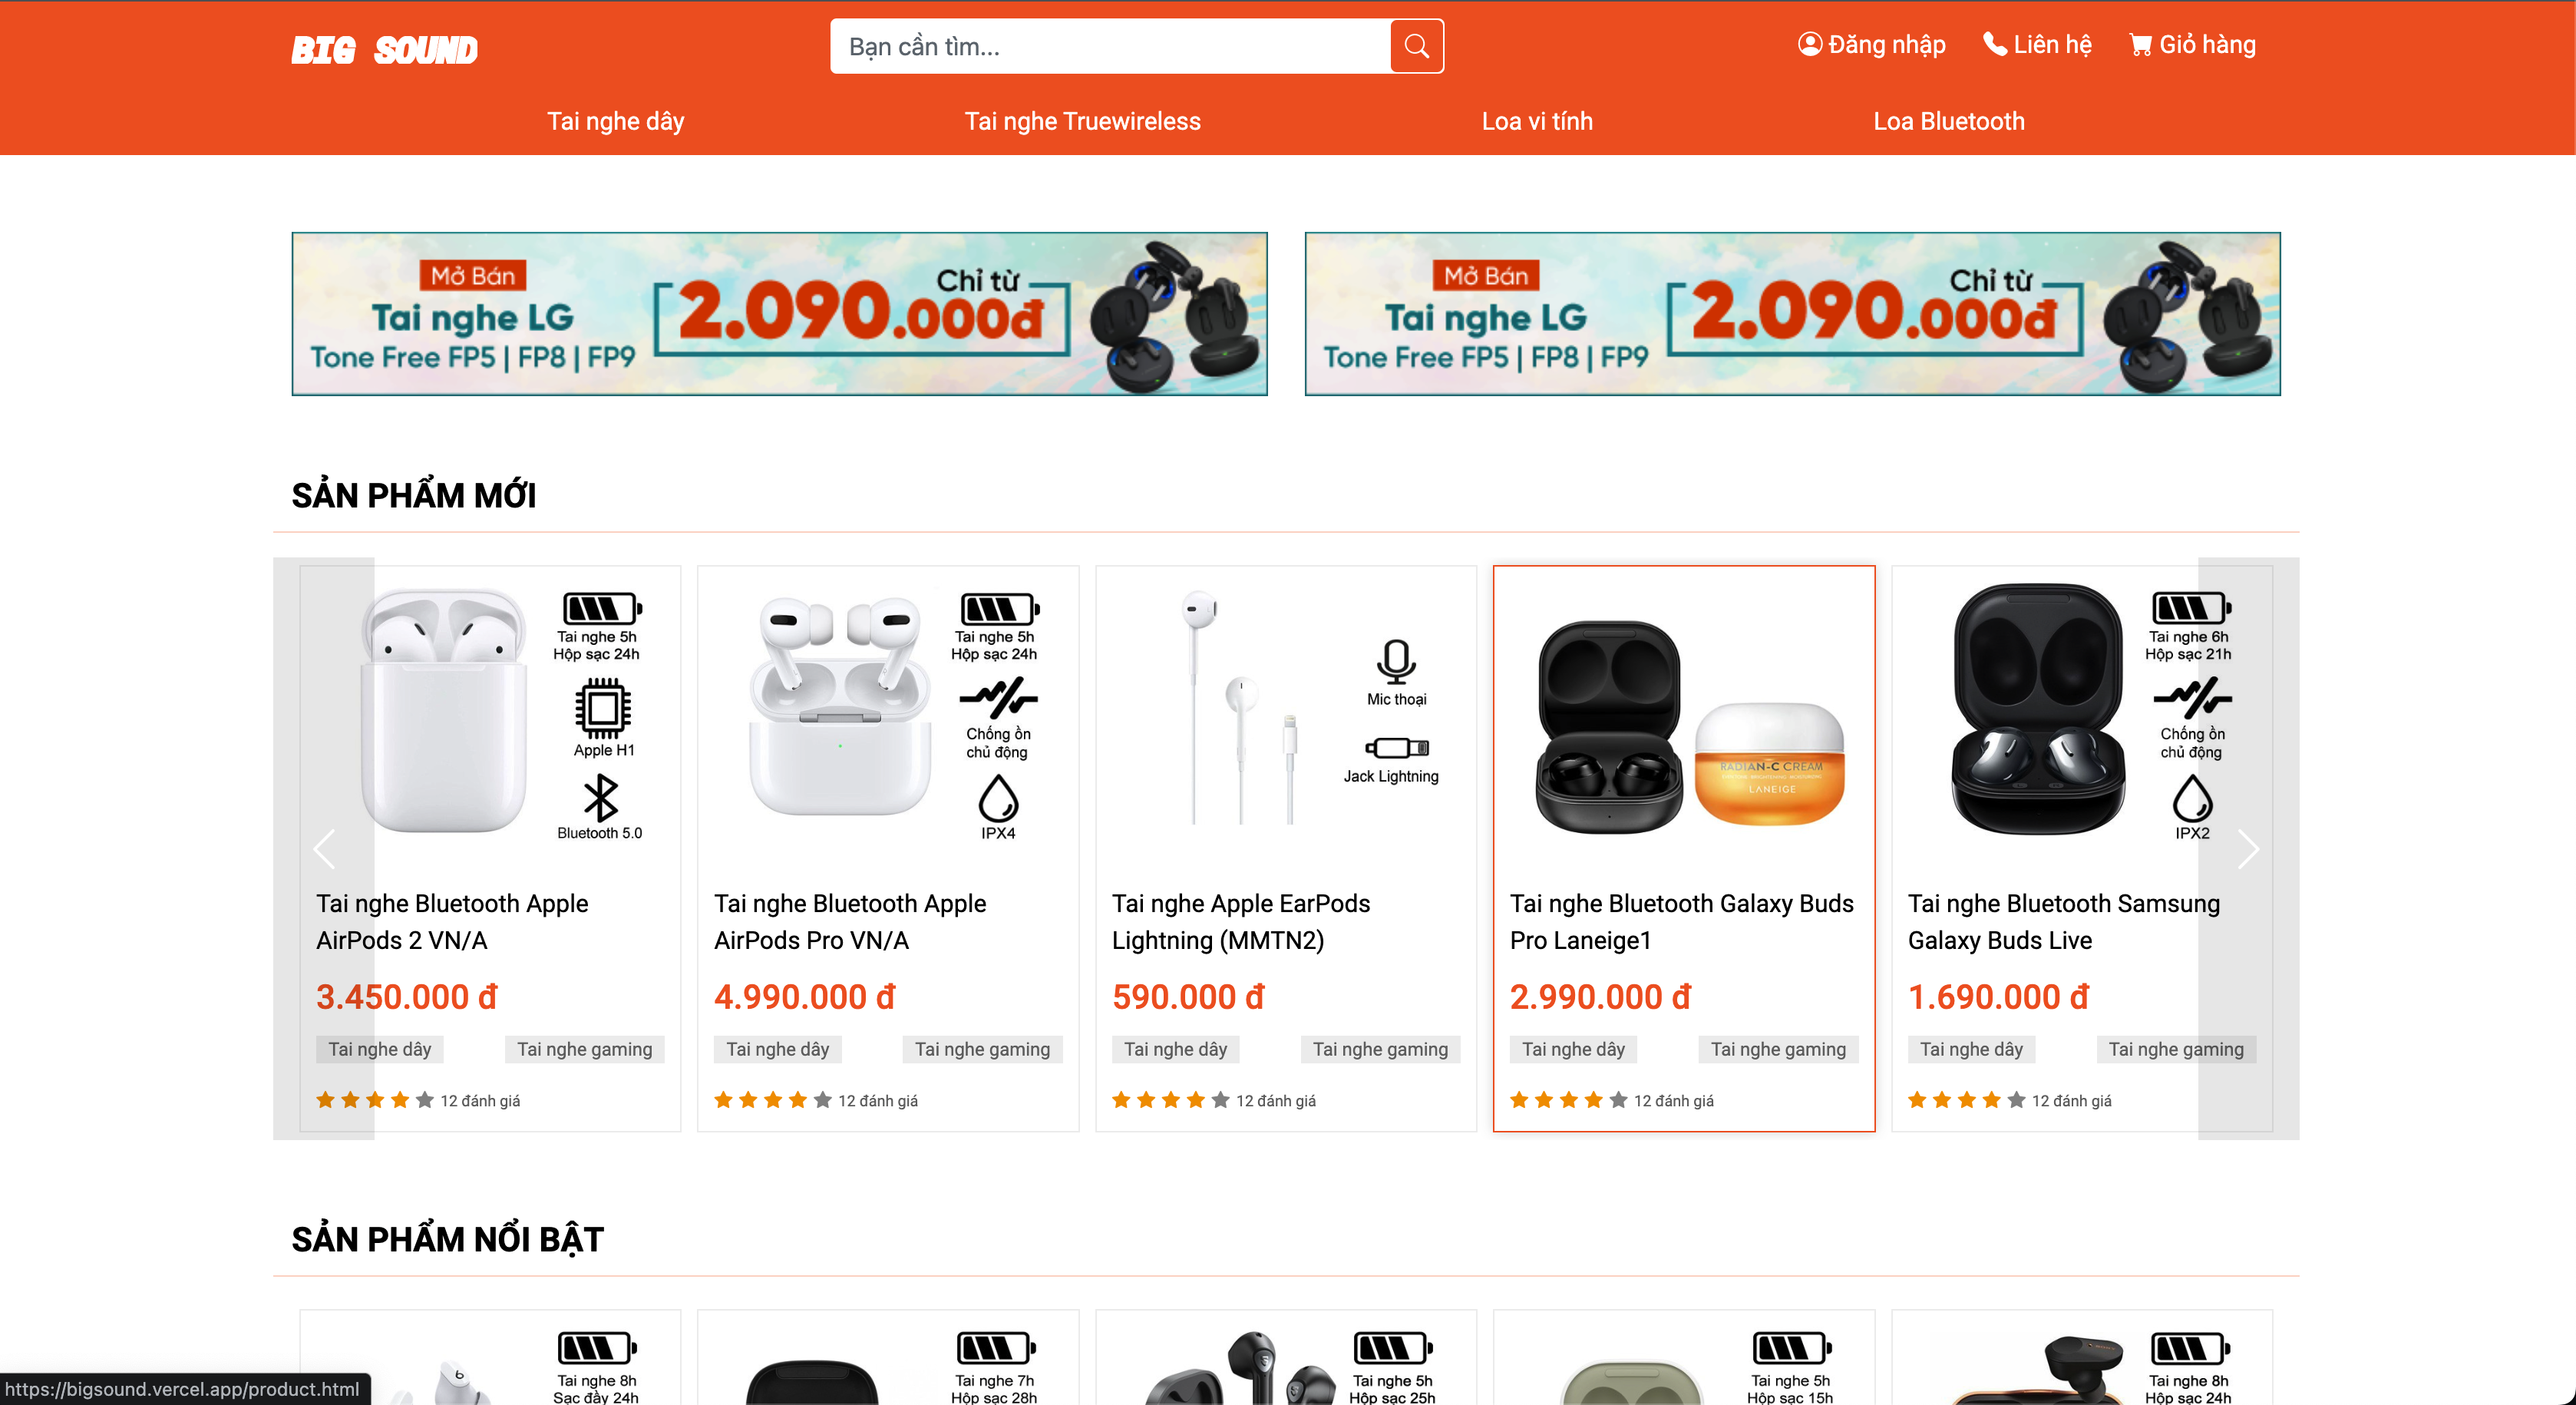 BIG SOUND
Bạn cần tìm...
Đăng nhập
Liên hệ
Giỏ hàng
Tai nghe dây
Tai nghe Truewireless
Loa vi tính
Loa Bluetooth
Mở Bán
Tai nghe LG
Tone Free FP5 | FP8 | FP9
Chỉ từ
2.090.000đ
Mở Bán
Tai nghe LG
Tone Free FP5 | FP8 | FP9
Chỉ từ
2.090.000đ
SẢN PHẨM MỚI
Tai nghe 5h
Hộp sạc 24h
Apple H1
Bluetooth 5.0
Tai nghe Bluetooth Apple
AirPods 2 VN/A
3.450.000 đ
Tai nghe dây
Tai nghe gaming
12 đánh giá
Tai nghe 5h
Hộp sạc 24h
Chống ồn
chủ động
IPX4
Tai nghe Bluetooth Apple
AirPods Pro VN/A
4.990.000 đ
Tai nghe dây
Tai nghe gaming
12 đánh giá
Mic thoại
Jack Lightning
Tai nghe Apple EarPods
Lightning (MMTN2)
590.000 đ
Tai nghe dây
Tai nghe gaming
12 đánh giá
RADIAN-C CREAM
LANEIGE
Tai nghe Bluetooth Galaxy Buds
Pro Laneige1
2.990.000 đ
Tai nghe dây
Tai nghe gaming
12 đánh giá
Tai nghe 6h
Hộp sạc 21h
Chống ồn
chủ động
IPX2
Tai nghe Bluetooth Samsung
Galaxy Buds Live
1.690.000 đ
Tai nghe dây
Tai nghe gaming
12 đánh giá
SẢN PHẨM NỔI BẬT
Tai nghe 8h
Sạc đầy 24h
Tai nghe 7h
Hộp sạc 28h
Tai nghe 5h
Hộp sạc 25h
Tai nghe 5h
Hộp sạc 15h
Tai nghe 8h
Hộp sạc 24h
https://bigsound.vercel.app/product.html